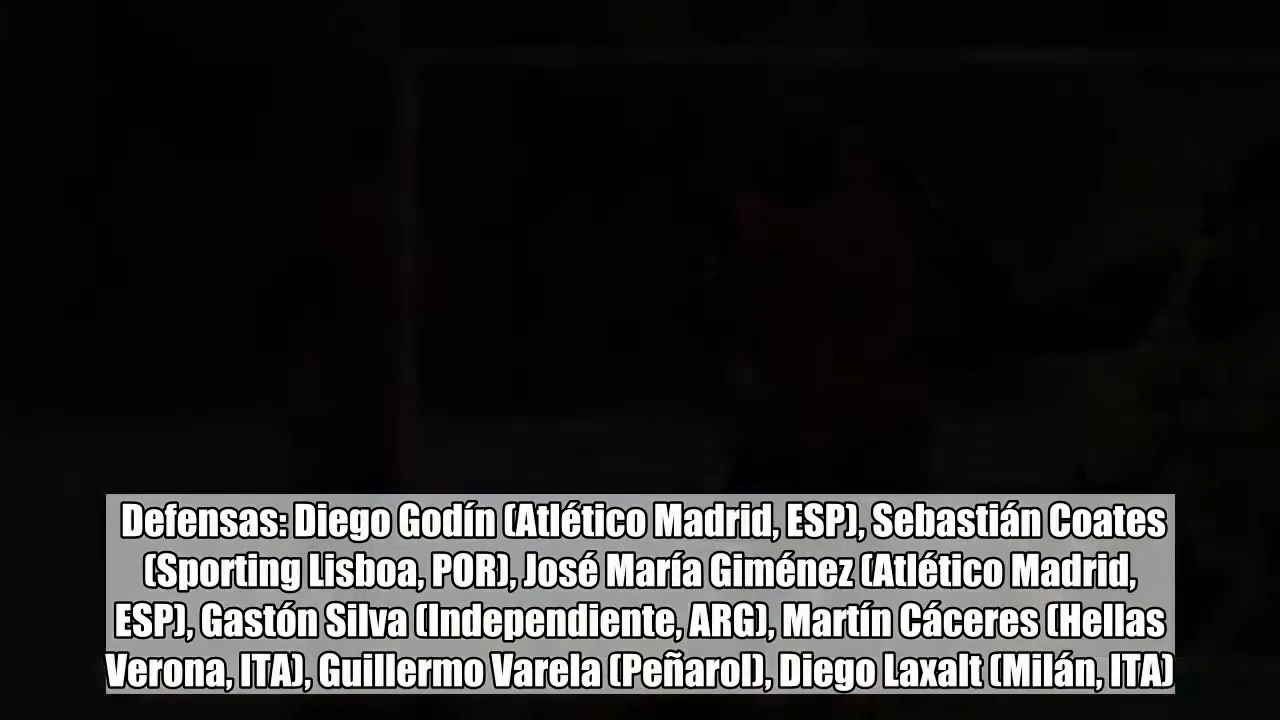 Defensas: Diego Godín (Atlético Madrid, ESP), Sebastián Coates
(Sporting Lisboa, POR), José María Giménez (Atlético Madrid,
ESP), Gastón Silva (Independiente, ARG), Martín Cáceres (Hellas
Verona, ITA), Guillermo Varela (Peñarol), Diego Laxalt (Milán, ITA)